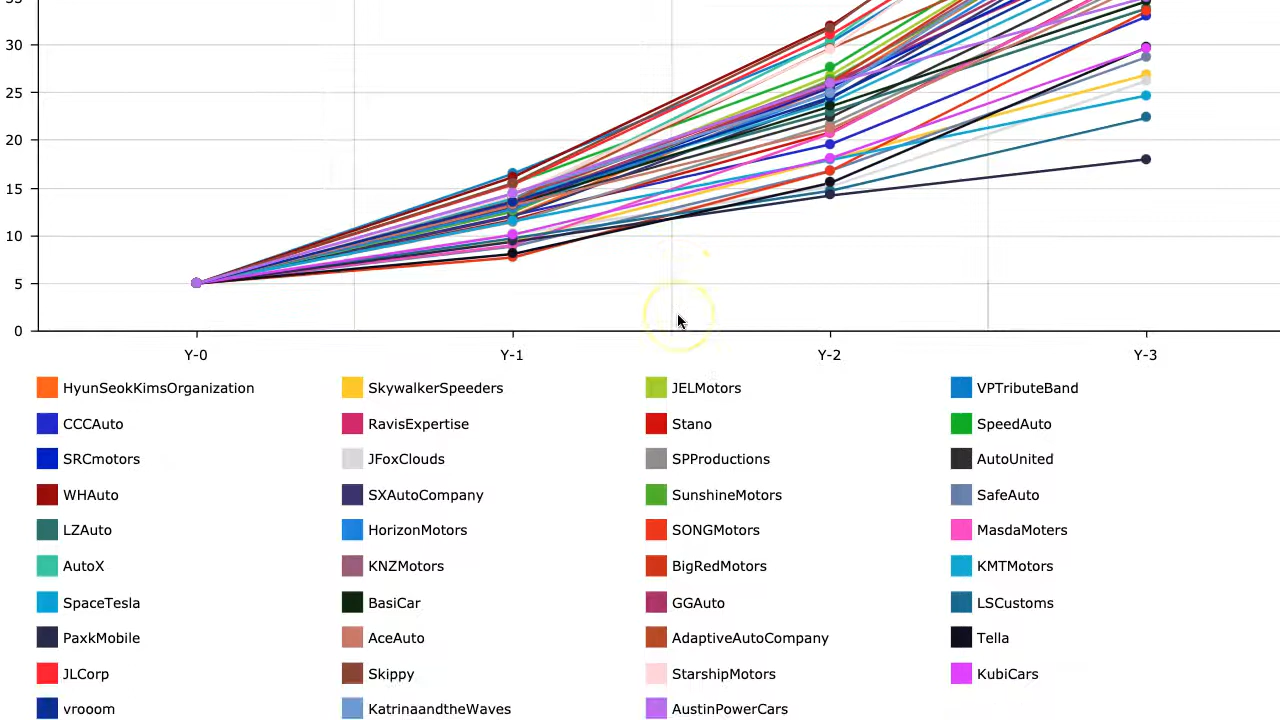 30
25
20
15
10
5
0
Y-0 Y-1 Y-2 Y-3
HyunSeokKimsOrganization SkywalkerSpeeders JELMotors VPTributeBand
CCCAuto RavisExpertise Stano SpeedAuto
SRCmotors JFoxClouds SPProductions AutoUnited
WHAuto SXAutoCompany SunshineMotors SafeAuto
LZAuto HorizonMotors SONGMotors MasdaMoters
AutoX KNZMotors BigRedMotors KMTMotors
SpaceTesla BasiCar GGAuto LSCustoms
PaxkMobile AceAuto AdaptiveAutoCompany Tella
JLCorp Skippy StarshipMotors KubiCars
vrooom KatrinaandtheWaves AustinPowerCars